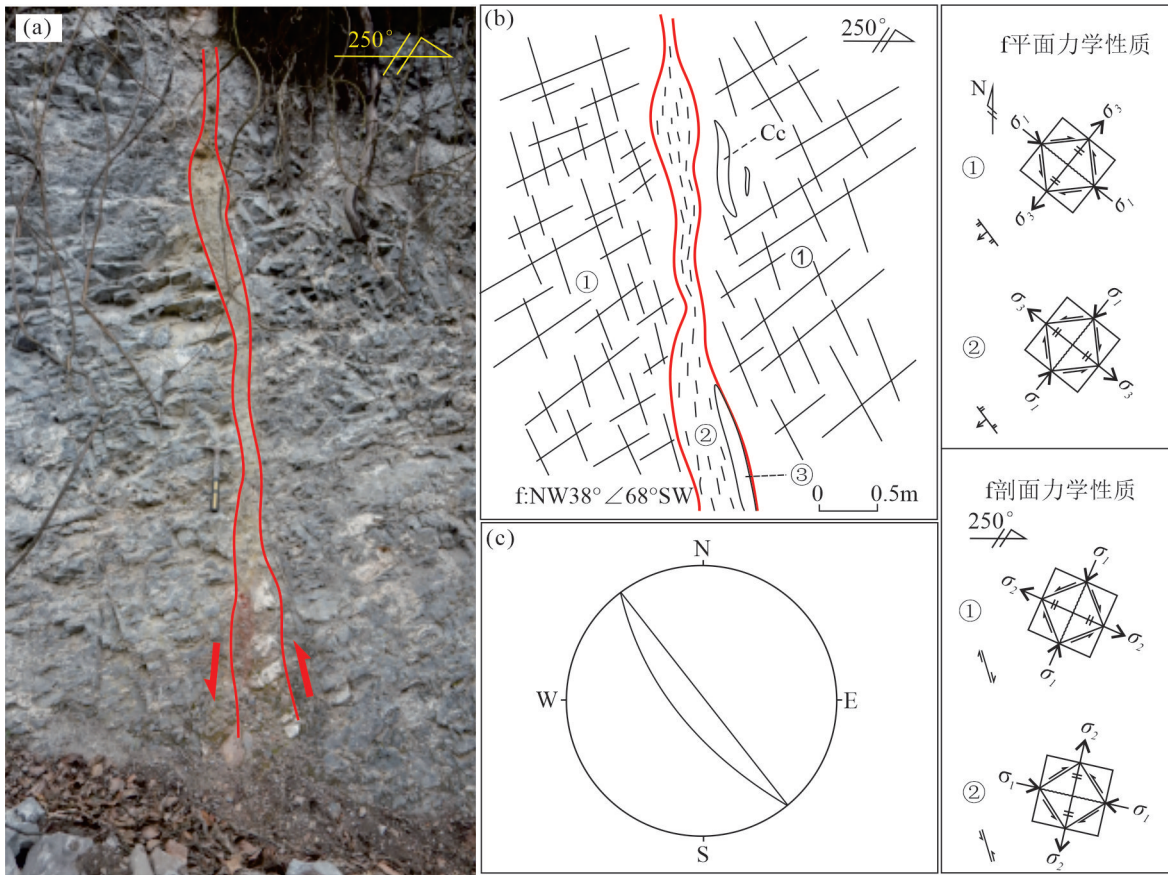 (a)
250°
(b)
250°
Cc
①
①
②
③
f:NW38°∠68°SW
0 0.5m
(c)
N
W
E
S
f平面力学性质
N
①
σ1
σ3
σ3
σ1
②
σ3
σ1
σ1
σ3
f剖面力学性质
250°
①
σ1
σ2
σ2
σ1
②
σ2
σ1
σ1
σ2